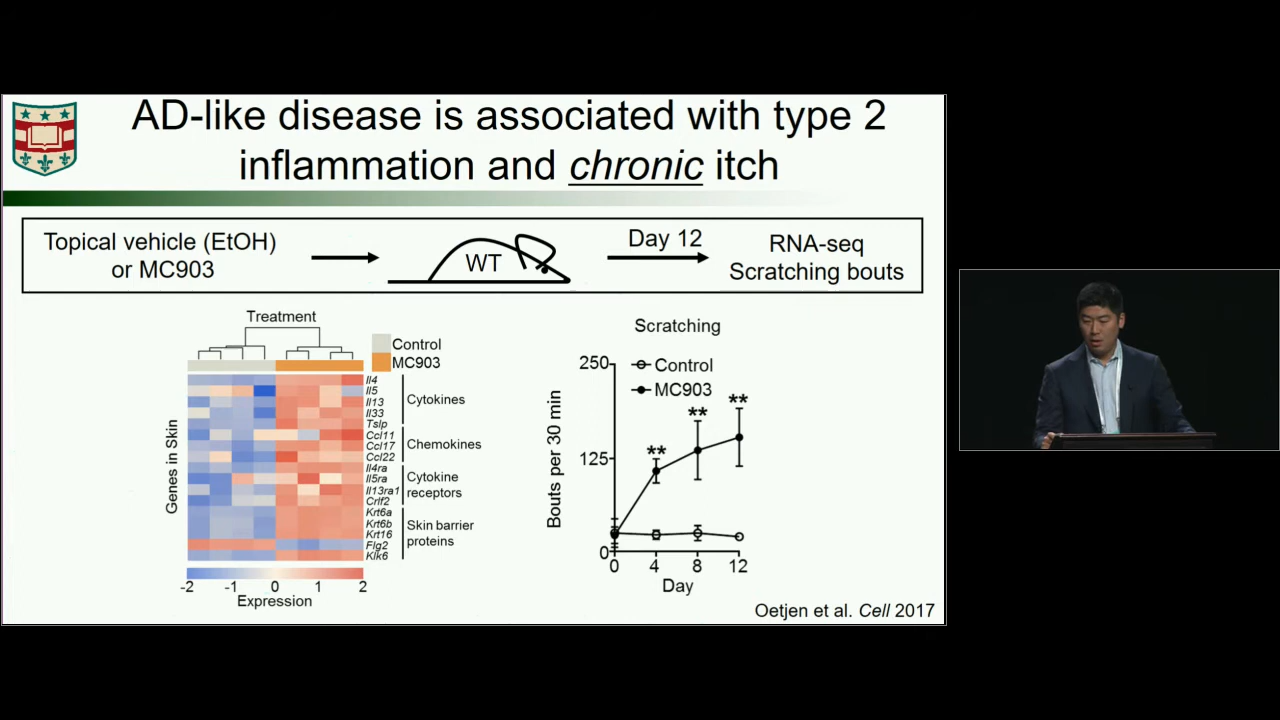 AD-like disease is associated with type 2
inflammation and chronic itch
Topical vehicle (EtOH)
or MC903
WT
Day 12
RNA-seq
Scratching bouts
Treatment
Control
MC903
Genes in Skin
Il4
Il5
Il13
Il33
Tslp
Cytokines
Ccl11
Ccl17
Ccl22
Chemokines
Il4ra
Il5ra
Il13ra1
Crlf2
Cytokine
receptors
Krt6a
Krt6b
Krt16
Flg2
Klk6
Skin barrier
proteins
-2 -1 0 1 2
Expression
Scratching
Control
MC903
Bouts per 30 min
250
125
0
** ** **
0 4 8 12
Day
Oetjen et al. Cell 2017